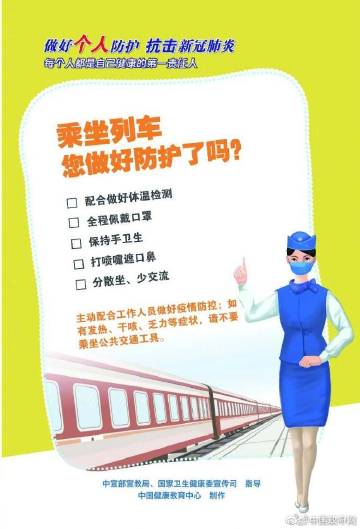 做好个人防护 抗击新冠肺炎
每个人都是自己健康的第一责任人
乘坐列车
您做好防护了吗?
□ 配合做好体温检测
□ 全程佩戴口罩
□ 保持手卫生
□ 打喷嚏遮口鼻
□ 分散坐、少交流
主动配合工作人员做好疫情防控;如
有发热、干咳、乏力等症状,请不要
乘坐公共交通工具。
中宣部宣教局、国家卫生健康委宣传司 指导
中国健康教育中心 制作
@中国政府网